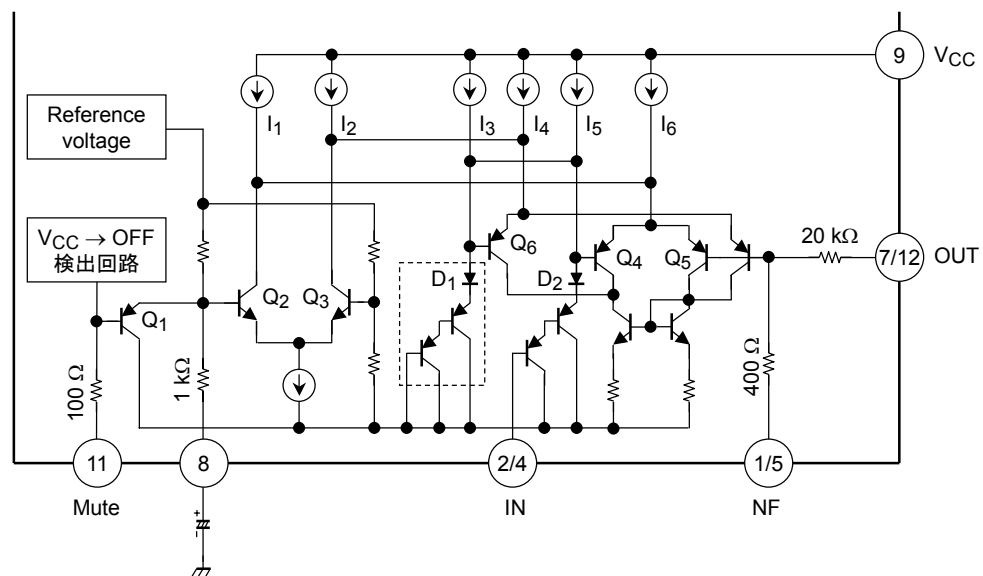 9
VCC
I1
I2
I3
I4
I5
I6
Reference
voltage
VCC → OFF
検出回路
Q1
Q2
Q3
Q6
D1
D2
Q4
Q5
20 kΩ
7/12
OUT
100 Ω
1 kΩ
400 Ω
11
8
2/4
1/5
Mute
IN
NF
+
−